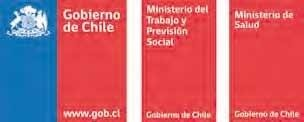 Gobierno
de Chile
www.gob.cl
Ministerio del
Trabajo y
Previsión
Social
Gobierno de Chile
Ministerio de
Salud
Gobierno de Chile